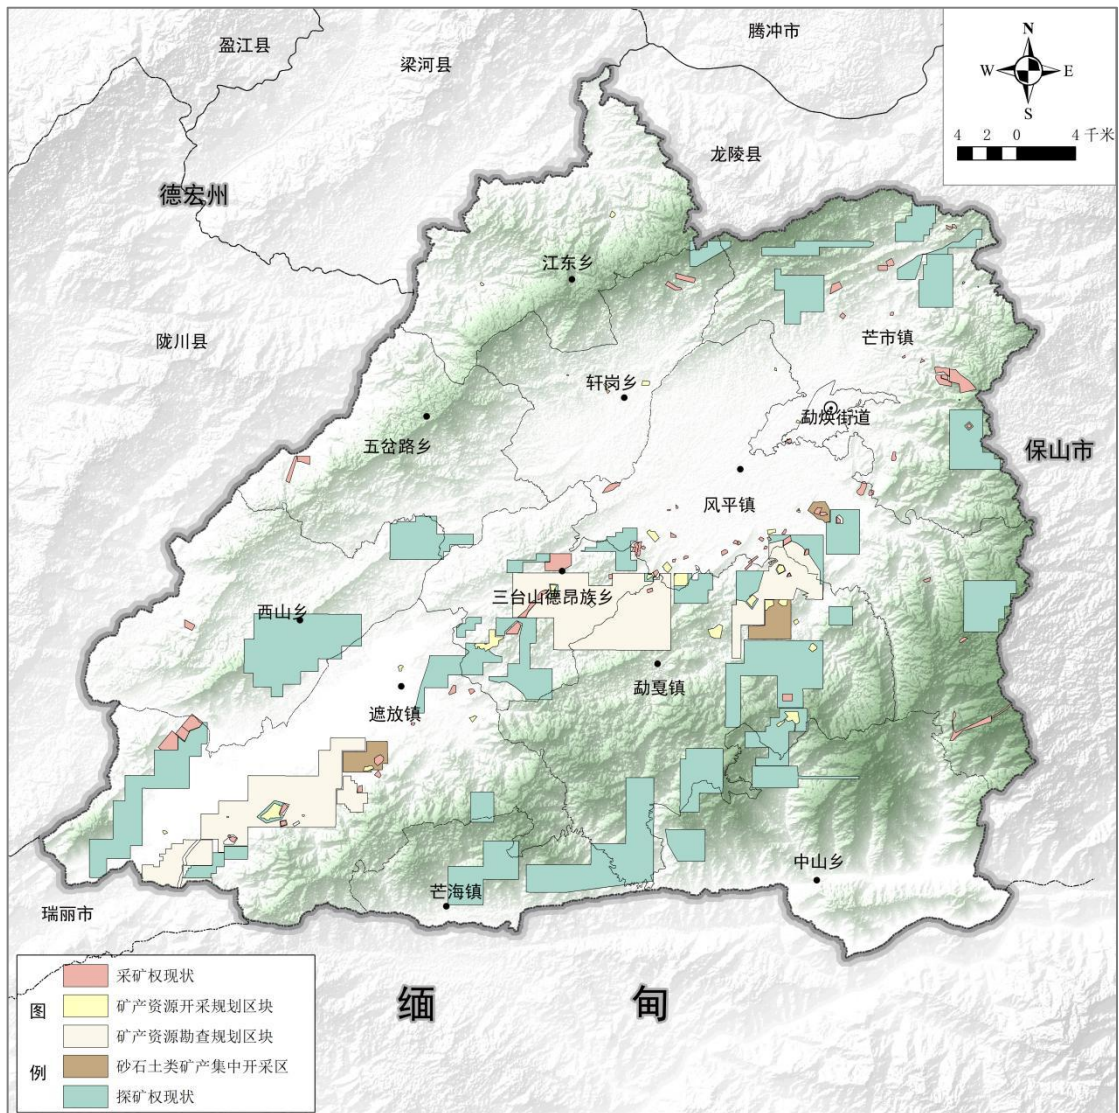 腾冲市
盈江县
梁河县
N
W E
S
4 2 0 4 千米
龙陵县
德宏州
江东乡
陇川县
芒市镇
轩岗乡
勐焕街道
五岔路乡
保山市
风平镇
三台山德昂族乡
西山乡
勐戛镇
遮放镇
中山乡
芒海镇
瑞丽市
缅 甸
图 例
采矿权现状
矿产资源开采规划区块
矿产资源勘查规划区块
砂石土类矿产集中开采区
探矿权现状